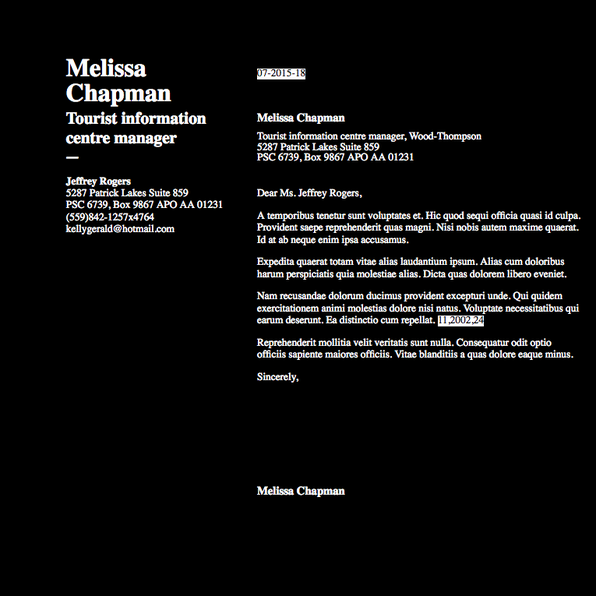 Melissa
Chapman
Tourist information
centre manager
—
Jeffrey Rogers
5287 Patrick Lakes Suite 859
PSC 6739, Box 9867 APO AA 01231
(559)842-1257x4764
kellygerald@hotmail.com
07-2015-18
Melissa Chapman
Tourist information centre manager, Wood-Thompson
5287 Patrick Lakes Suite 859
PSC 6739, Box 9867 APO AA 01231
Dear Ms. Jeffrey Rogers,
A temporibus tenetur sunt voluptates et. Hic quod sequi officia quasi id culpa.
Provident saepe reprehenderit quas magni. Nisi nobis autem maxime quaerat.
Id at ab neque enim ipsa accusamus.
Expedita quaerat totam vitae alias laudantium ipsum. Alias cum doloribus
harum perspiciatis quia molestiae alias. Dicta quas dolorem libero eveniet.
Nam recusandae dolorum ducimus provident excepturi unde. Qui quidem
exercitationem animi molestias dolore nisi natus. Voluptate necessitatibus qui
earum deserunt. Ea distinctio cum repellat. 11,2002,24
Reprehenderit mollitia velit veritatis sunt nulla. Consequatur odit optio
officiis sapiente maiores officiis. Vitae blanditiis a quas dolore eaque minus.
Sincerely,
Melissa Chapman